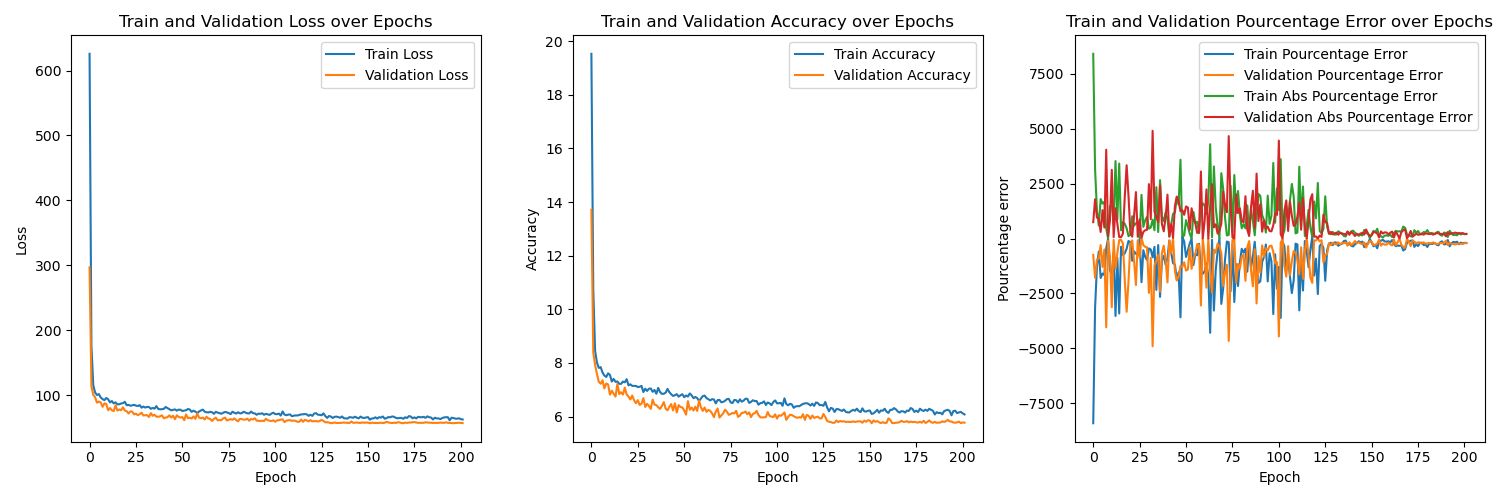 Train and Validation Loss over Epochs
Train Loss
Validation Loss
600
500
400
300
200
100
Loss
0
25
50
75
100
125
150
175
200
Epoch
Train and Validation Accuracy over Epochs
Train Accuracy
Validation Accuracy
20
18
16
14
12
10
8
6
Accuracy
0
25
50
75
100
125
150
175
200
Epoch
Train and Validation Pourcentage Error over Epochs
Train Pourcentage Error
Validation Pourcentage Error
Train Abs Pourcentage Error
Validation Abs Pourcentage Error
7500
5000
2500
0
−2500
−5000
−7500
Pourcentage error
0
25
50
75
100
125
150
175
200
Epoch